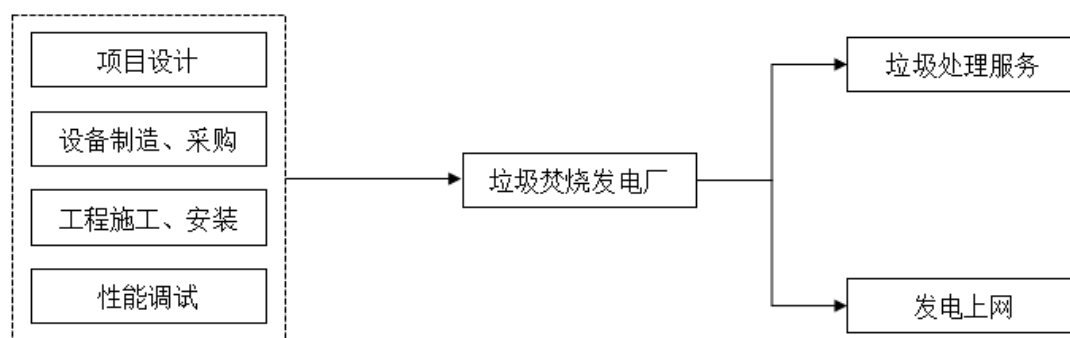 项目设计
设备制造、采购
工程施工、安装
性能调试
垃圾焚烧发电厂
垃圾处理服务
发电上网